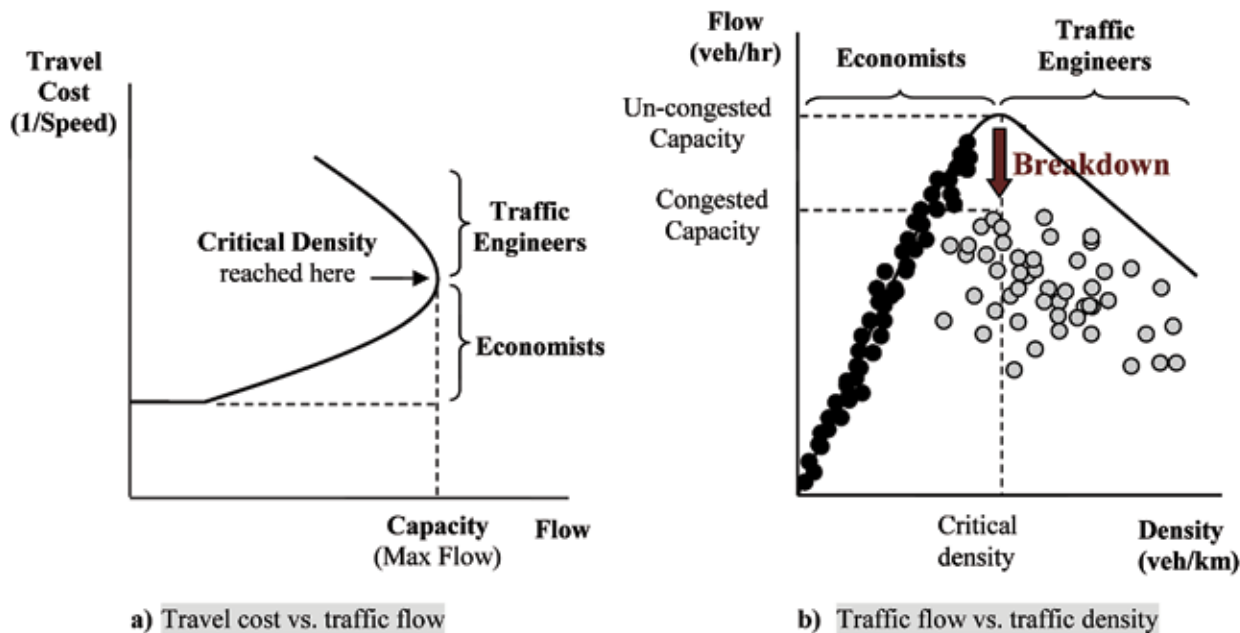 Travel
Cost
(1/Speed)
Critical Density
reached here
Traffic
Engineers
Economists
Capacity
(Max Flow)
Flow
a) Travel cost vs. traffic flow
Flow
(veh/hr)
Economists
Traffic
Engineers
Un-congested
Capacity
Breakdown
Congested
Capacity
Critical
density
Density
(veh/km)
b) Traffic flow vs. traffic density